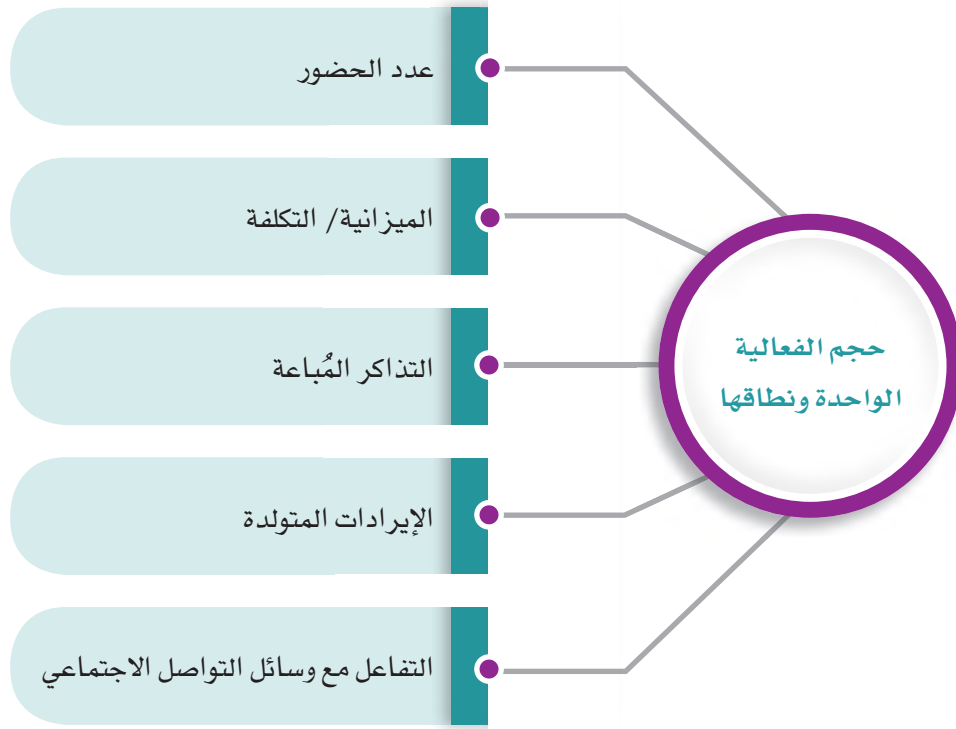 حجم الفعالية
الواحدة ونطاقها
عدد الحضور
الميزانية/ التكلفة
التذاكر المُباعة
الإيرادات المتولدة
التفاعل مع وسائل التواصل الاجتماعي